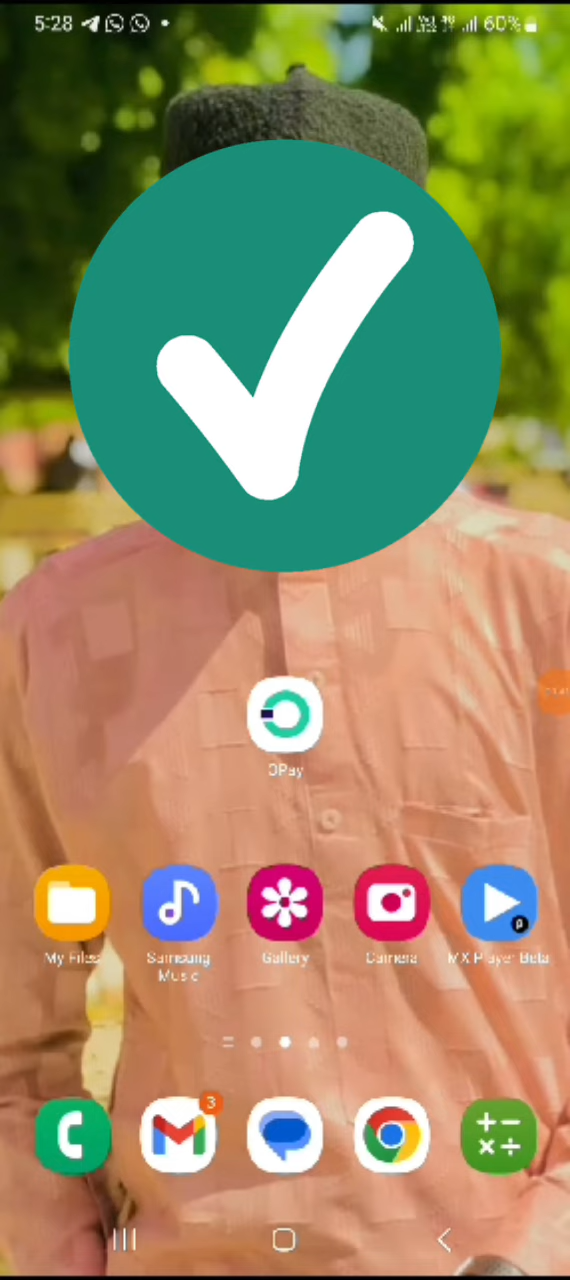 5:28
60%
OPay
My Files
Samsung
Music
Gallery
Camera
MX Player Beta
β
3